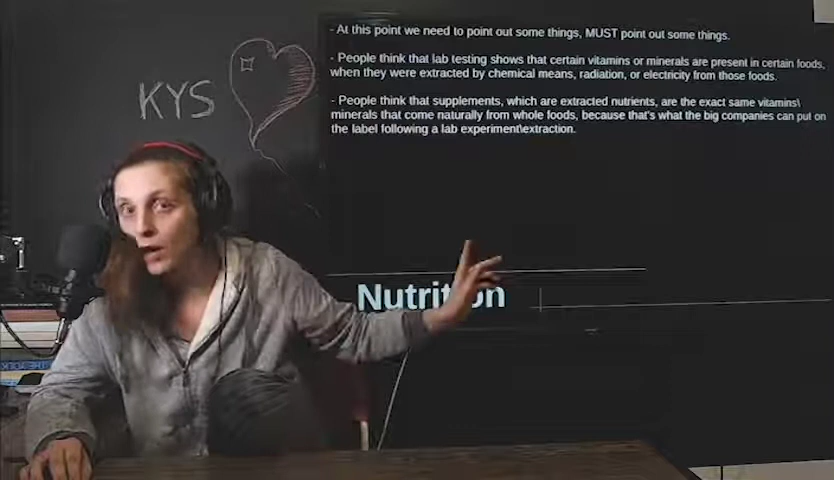 - At this point we need to point out some things, MUST point out some things.
- People think that lab testing shows that certain vitamins or minerals are present in certain foods,
when they were extracted by chemical means, radiation, or electricity from those foods.
- People think that supplements, which are extracted nutrients, are the exact same vitamins\
minerals that come naturally from whole foods, because that's what the big companies can put on
the label following a lab experiment\extraction.
KYS
Nutrition